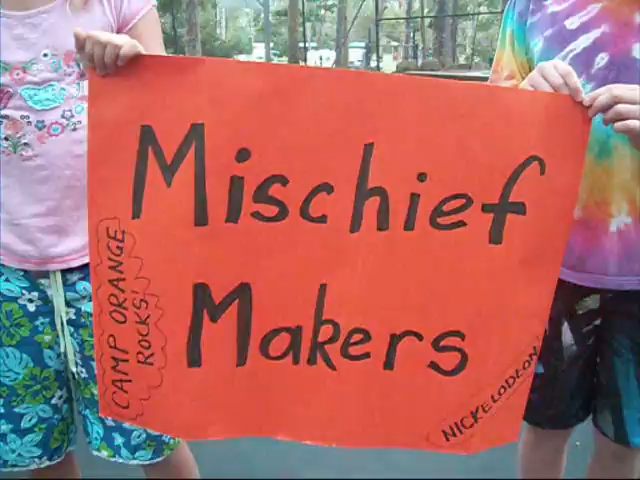 Mischief
Makers
CAMP ORANGE
ROCKS!
NICKELODEON!